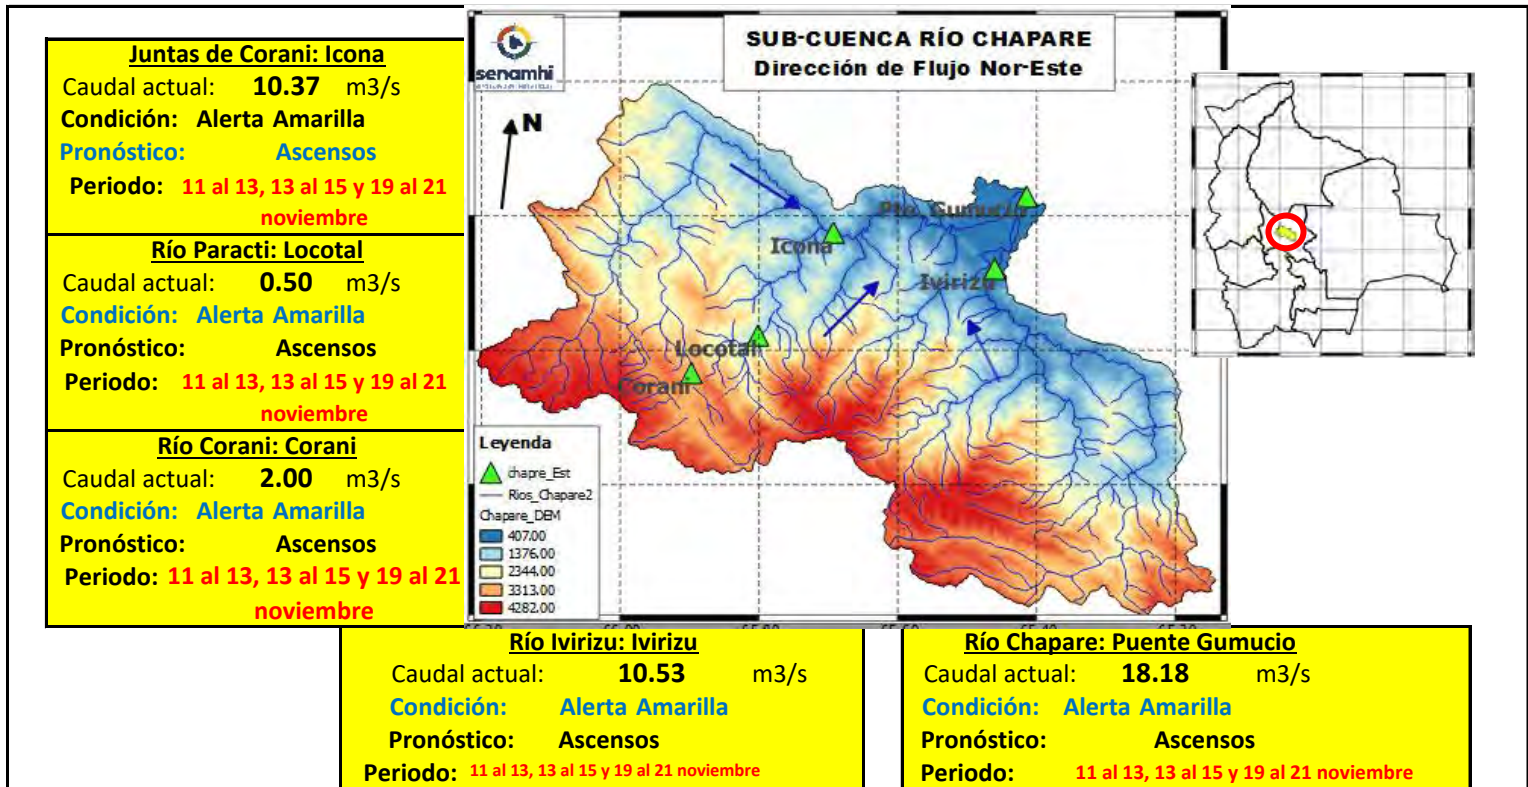 Juntas de Corani: Icona
Caudal actual: 10.37 m3/s
Condición: Alerta Amarilla
Pronóstico: Ascensos
Periodo: 11 al 13, 13 al 15 y 19 al 21
noviembre
Río Paracti: Locotal
Caudal actual: 0.50 m3/s
Condición: Alerta Amarilla
Pronóstico: Ascensos
Periodo: 11 al 13, 13 al 15 y 19 al 21
noviembre
Río Corani: Corani
Caudal actual: 2.00 m3/s
Condición: Alerta Amarilla
Pronóstico: Ascensos
Periodo: 11 al 13, 13 al 15 y 19 al 21
noviembre
senamhi
SUB-CUENCA RÍO CHAPARE
Dirección de Flujo Nor-Este
N
Pte. Gumucio
Icona
Ivirizu
Locotal
Corani
Leyenda
chapre_Est
Rios_Chapare2
Chapare_DEM
407.00
1376.00
2344.00
3313.00
4282.00
Río Ivirizu: Ivirizu
Caudal actual: 10.53 m3/s
Condición: Alerta Amarilla
Pronóstico: Ascensos
Periodo: 11 al 13, 13 al 15 y 19 al 21 noviembre
Río Chapare: Puente Gumucio
Caudal actual: 18.18 m3/s
Condición: Alerta Amarilla
Pronóstico: Ascensos
Periodo: 11 al 13, 13 al 15 y 19 al 21 noviembre